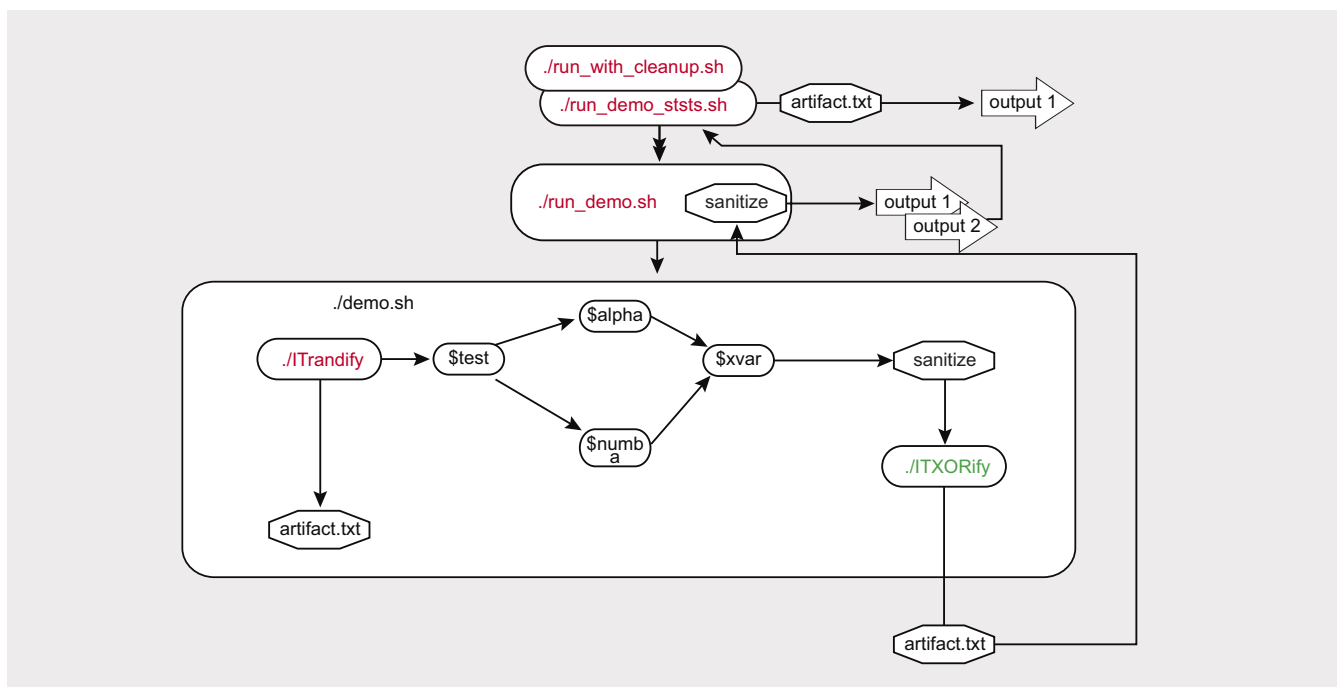 ./run_with_cleanup.sh
./run_demo_ststs.sh
artifact.txt
output 1
./run_demo.sh
sanitize
output 1
output 2
./demo.sh
$alpha
./ITrandify
$test
$xvar
sanitize
$numb
a
./ITXORify
artifact.txt
artifact.txt